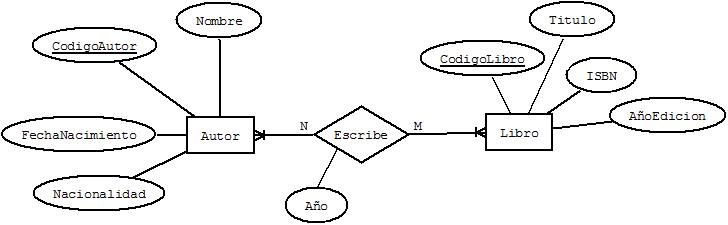 Nombre
Titulo
CodigoAutor
CodigoLibro
ISBN
AñoEdicion
FechaNacimiento
Autor
N
Escribe
M
Libro
Nacionalidad
Año